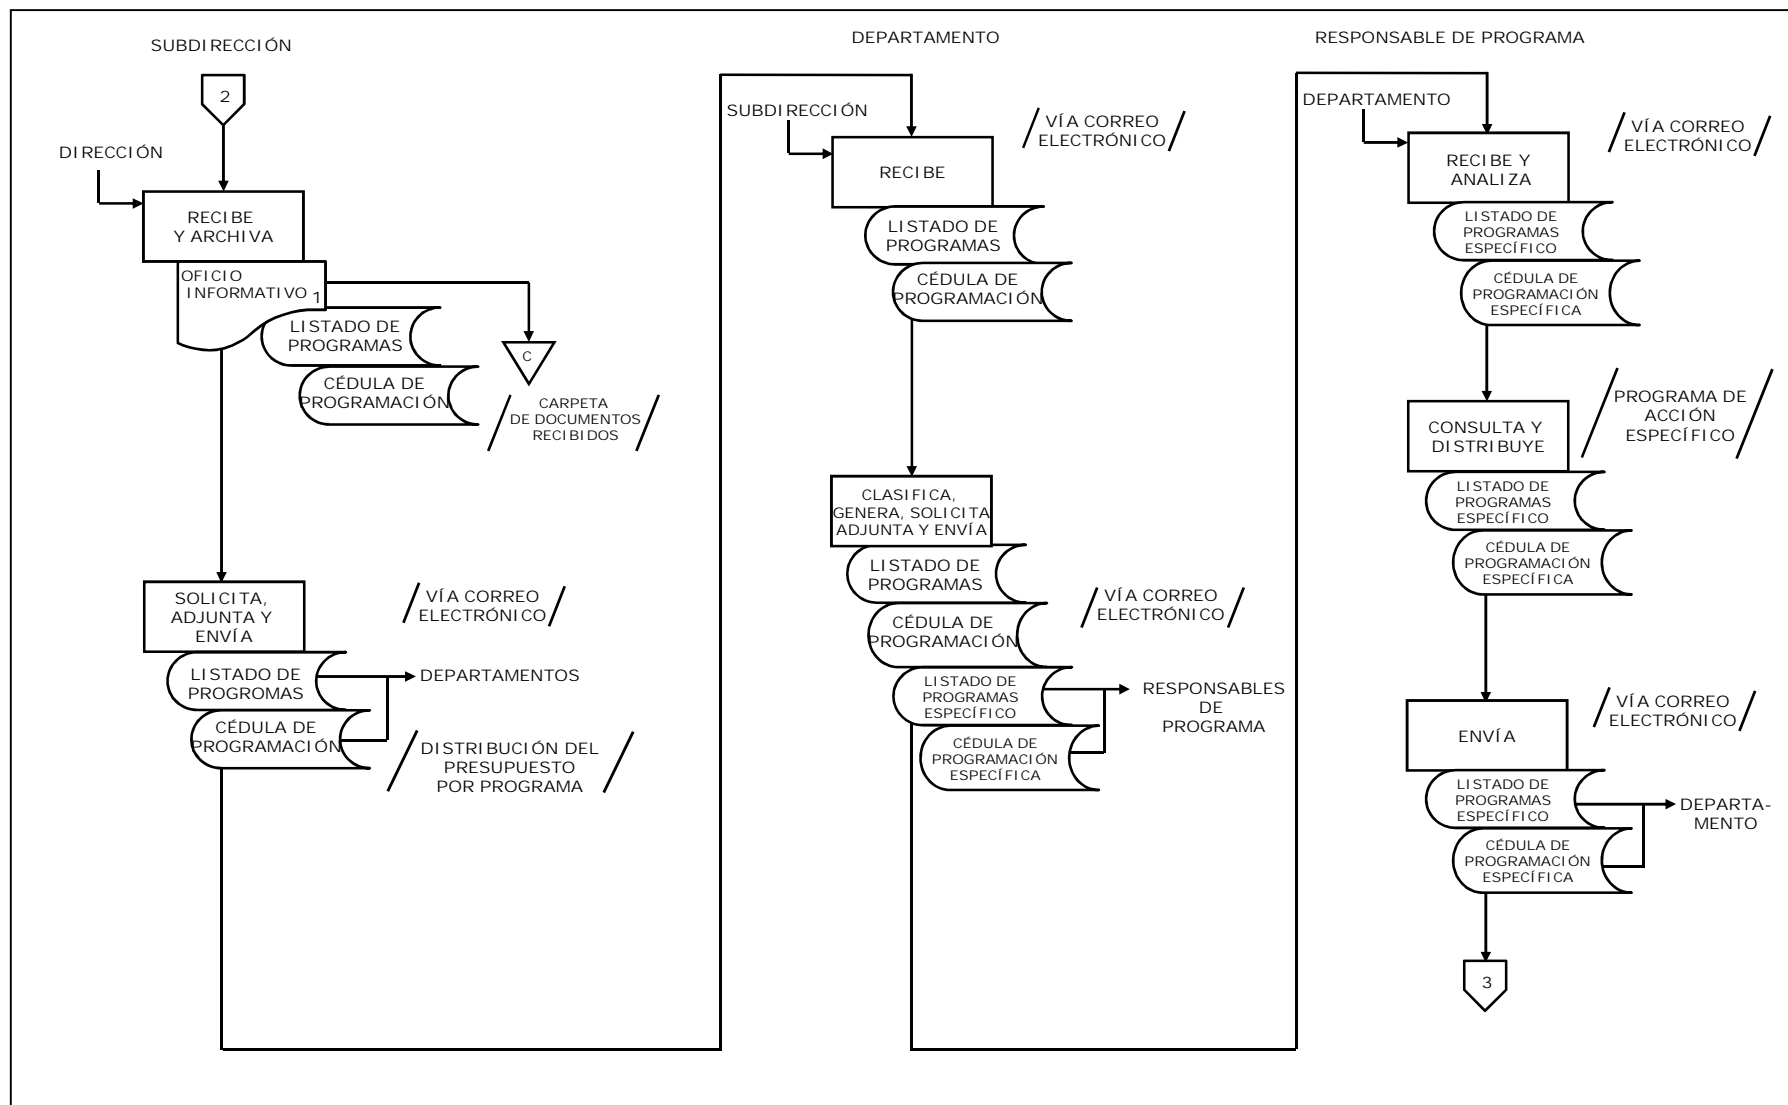 SUBDIRECCIÓN
2
DIRECCIÓN
RECIBE
Y ARCHIVA
OFICIO
INFORMATIVO 1
LISTADO DE
PROGRAMAS
CÉDULA DE
PROGRAMACIÓN
C
CARPETA
DE DOCUMENTOS
RECIBIDOS
SOLICITA,
ADJUNTA Y
ENVÍA
VÍA CORREO
ELECTRÓNICO
LISTADO DE
PROGROMAS
DEPARTAMENTOS
CÉDULA DE
PROGRAMACIÓN
DISTRIBUCIÓN DEL
PRESUPUESTO
POR PROGRAMA
DEPARTAMENTO
SUBDIRECCIÓN
VÍA CORREO
ELECTRÓNICO
RECIBE
LISTADO DE
PROGRAMAS
CÉDULA DE
PROGRAMACIÓN
CLASIFICA,
GENERA, SOLICITA
ADJUNTA Y ENVÍA
LISTADO DE
PROGRAMAS
VÍA CORREO
ELECTRÓNICO
CÉDULA DE
PROGRAMACIÓN
LISTADO DE
PROGRAMAS
ESPECÍFICO
RESPONSABLES
DE
PROGRAMA
CÉDULA DE
PROGRAMACIÓN
ESPECÍFICA
RESPONSABLE DE PROGRAMA
DEPARTAMENTO
VÍA CORREO
ELECTRÓNICO
RECIBE Y
ANALIZA
LISTADO DE
PROGRAMAS
ESPECÍFICO
CÉDULA DE
PROGRAMACIÓN
ESPECÍFICA
PROGRAMA DE
ACCIÓN
ESPECÍFICO
CONSULTA Y
DISTRIBUYE
LISTADO DE
PROGRAMAS
ESPECÍFICO
CÉDULA DE
PROGRAMACIÓN
ESPECÍFICA
VÍA CORREO
ELECTRÓNICO
ENVÍA
LISTADO DE
PROGRAMAS
ESPECÍFICO
DEPARTA-
MENTO
CÉDULA DE
PROGRAMACIÓN
ESPECÍFICA
3